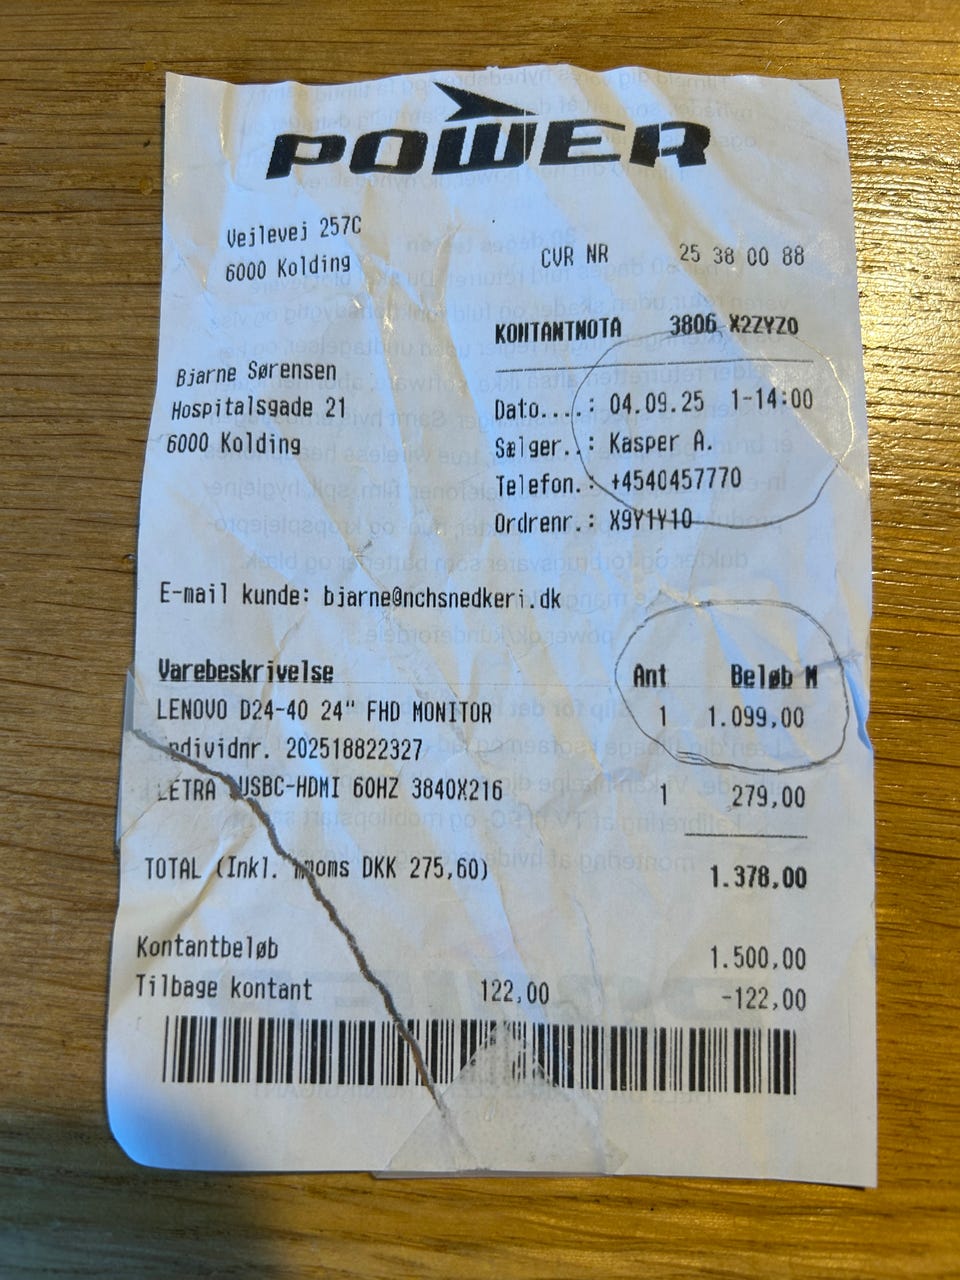 POWER
Vejlevej 257C
6000 Kolding
CVR NR 25 38 00 88
KONTANTNOTA 3806 X2ZYZO
Bjarne Sørensen
Hospitalsgade 21
6000 Kolding
Dato....: 04.09.25 1-14:00
Sælger..: Kasper A.
Telefon.: +4540457770
Ordrenr.: X9Y1Y10
E-mail kunde: bjarne@nchsnedkeri.dk
Varebeskrivelse Ant Beløb M
LENOVO D24-40 24" FHD MONITOR 1 1.099,00
ndividnr. 202518822327
LETRA USBC-HDMI 60HZ 3840X216 1 279,00
TOTAL (Inkl. moms DKK 275,60) 1.378,00
Kontantbeløb 1.500,00
Tilbage kontant 122,00 -122,00